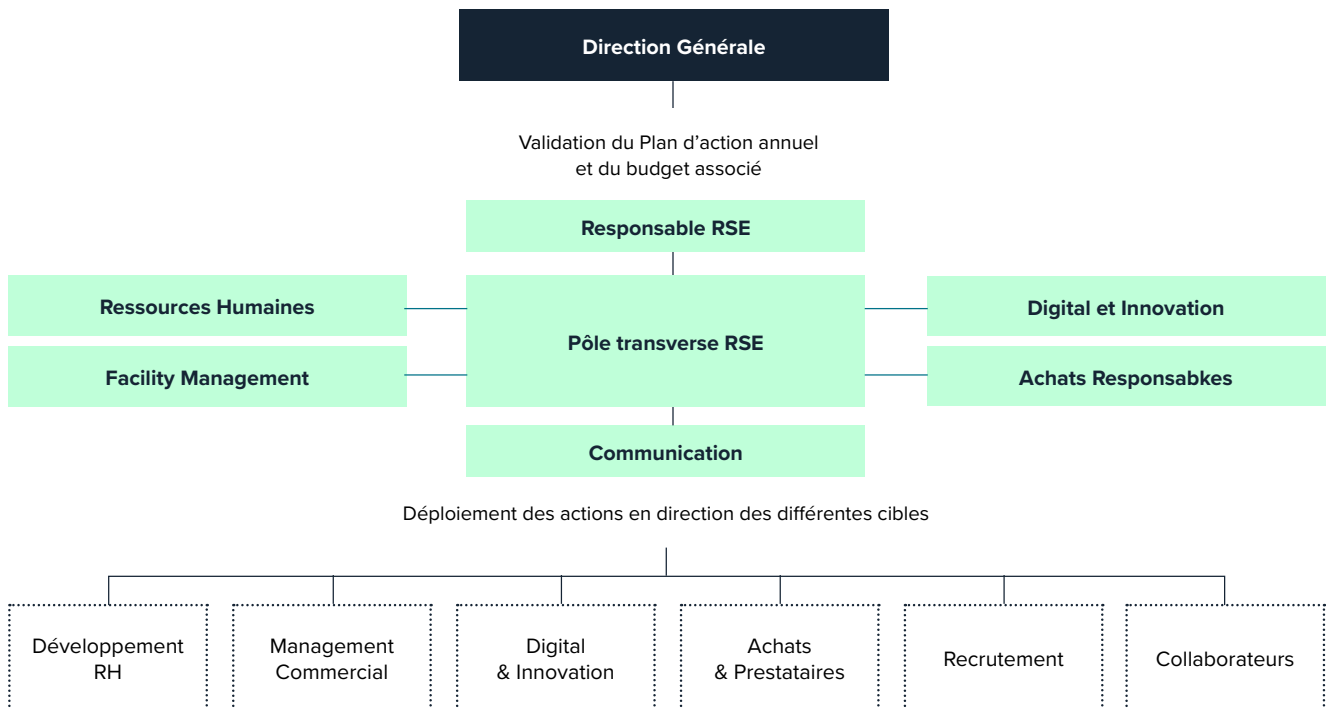 Direction Générale
Validation du Plan d’action annuel
et du budget associé
Responsable RSE
Ressources Humaines
Pôle transverse RSE
Digital et Innovation
Facility Management
Achats Responsabkes
Communication
Déploiement des actions en direction des différentes cibles
Développement
RH
Management
Commercial
Digital
& Innovation
Achats
& Prestataires
Recrutement
Collaborateurs